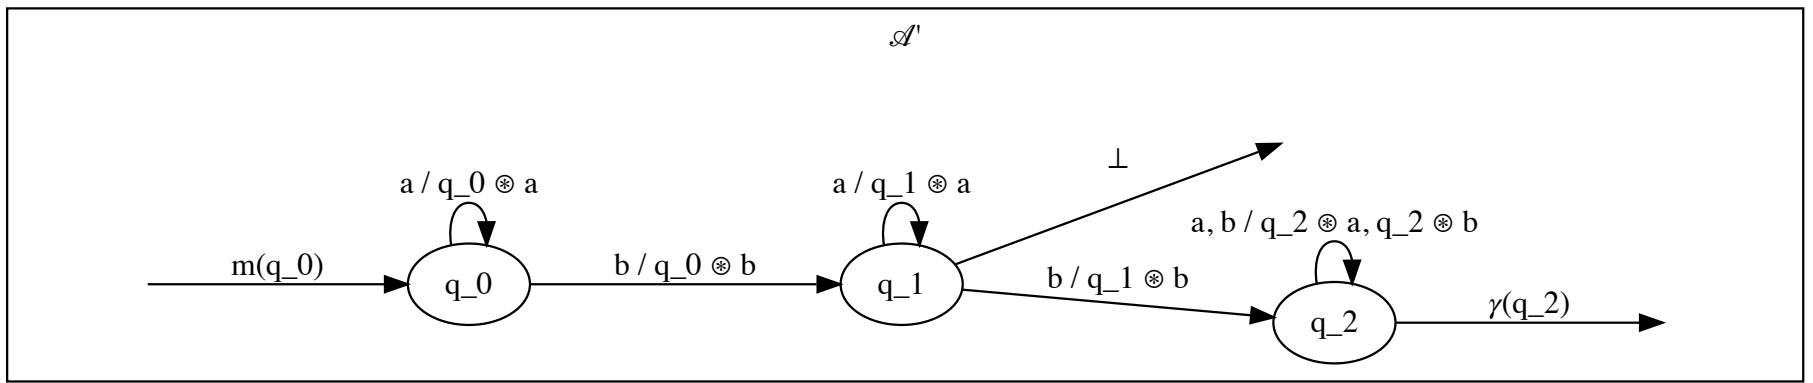 𝒜'
⊥
a / q_0 ⊛ a
a / q_1 ⊛ a
a, b / q_2 ⊛ a, q_2 ⊛ b
m(q_0)
q_0
b / q_0 ⊛ b
q_1
b / q_1 ⊛ b
q_2
γ(q_2)